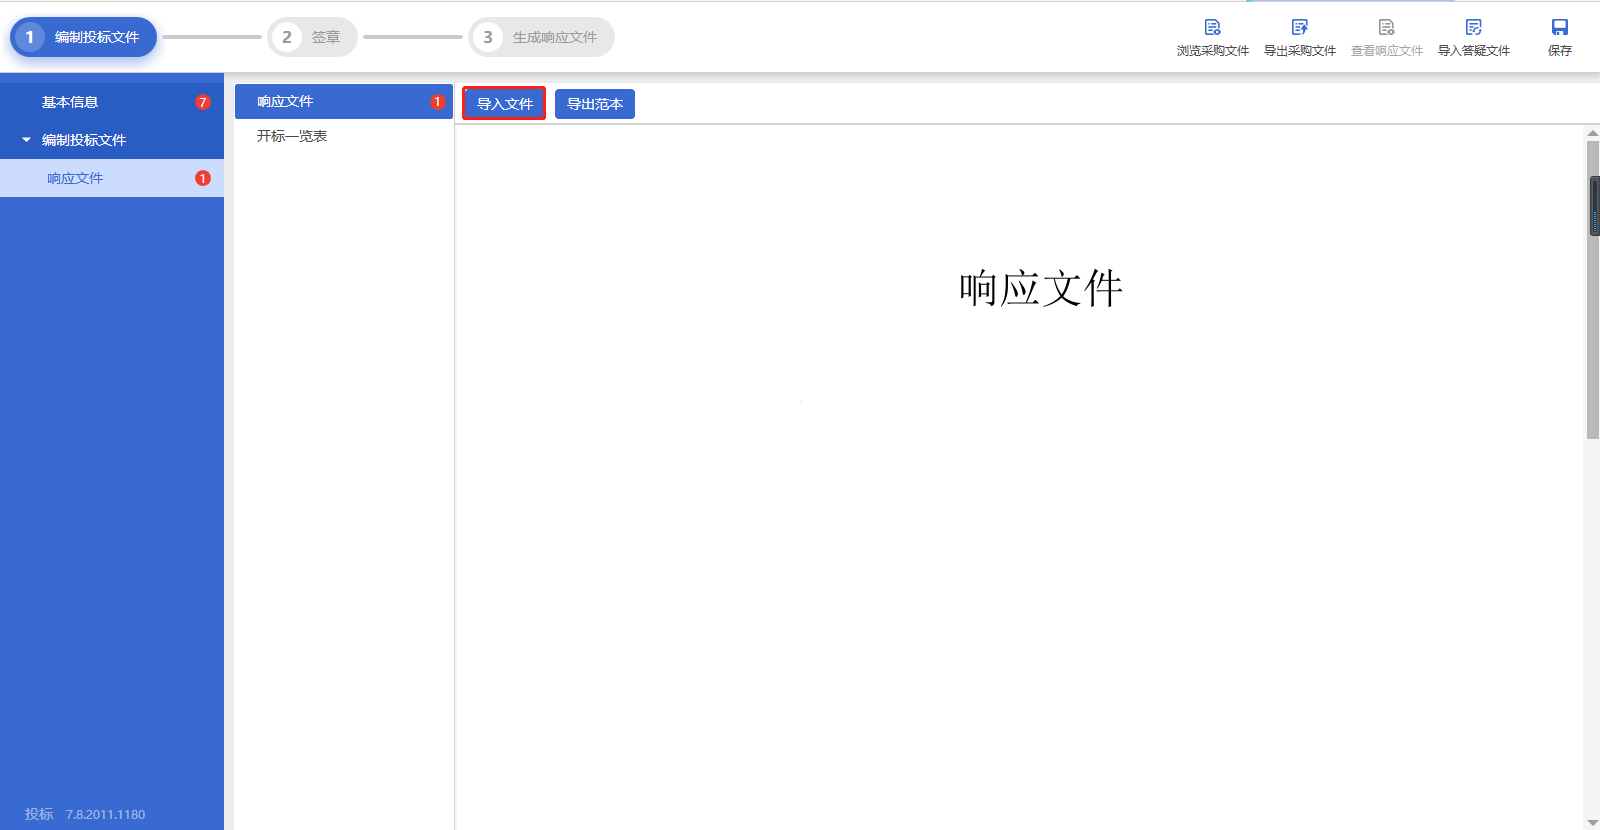 1 编制投标文件
2 签章
3 生成响应文件
浏览采购文件
导出采购文件
查看响应文件
导入答疑文件
保存
基本信息 7
编制投标文件
响应文件 1
响应文件 1
开标一览表
导入文件 导出范本
响应文件
投标 7.8.2011.1180